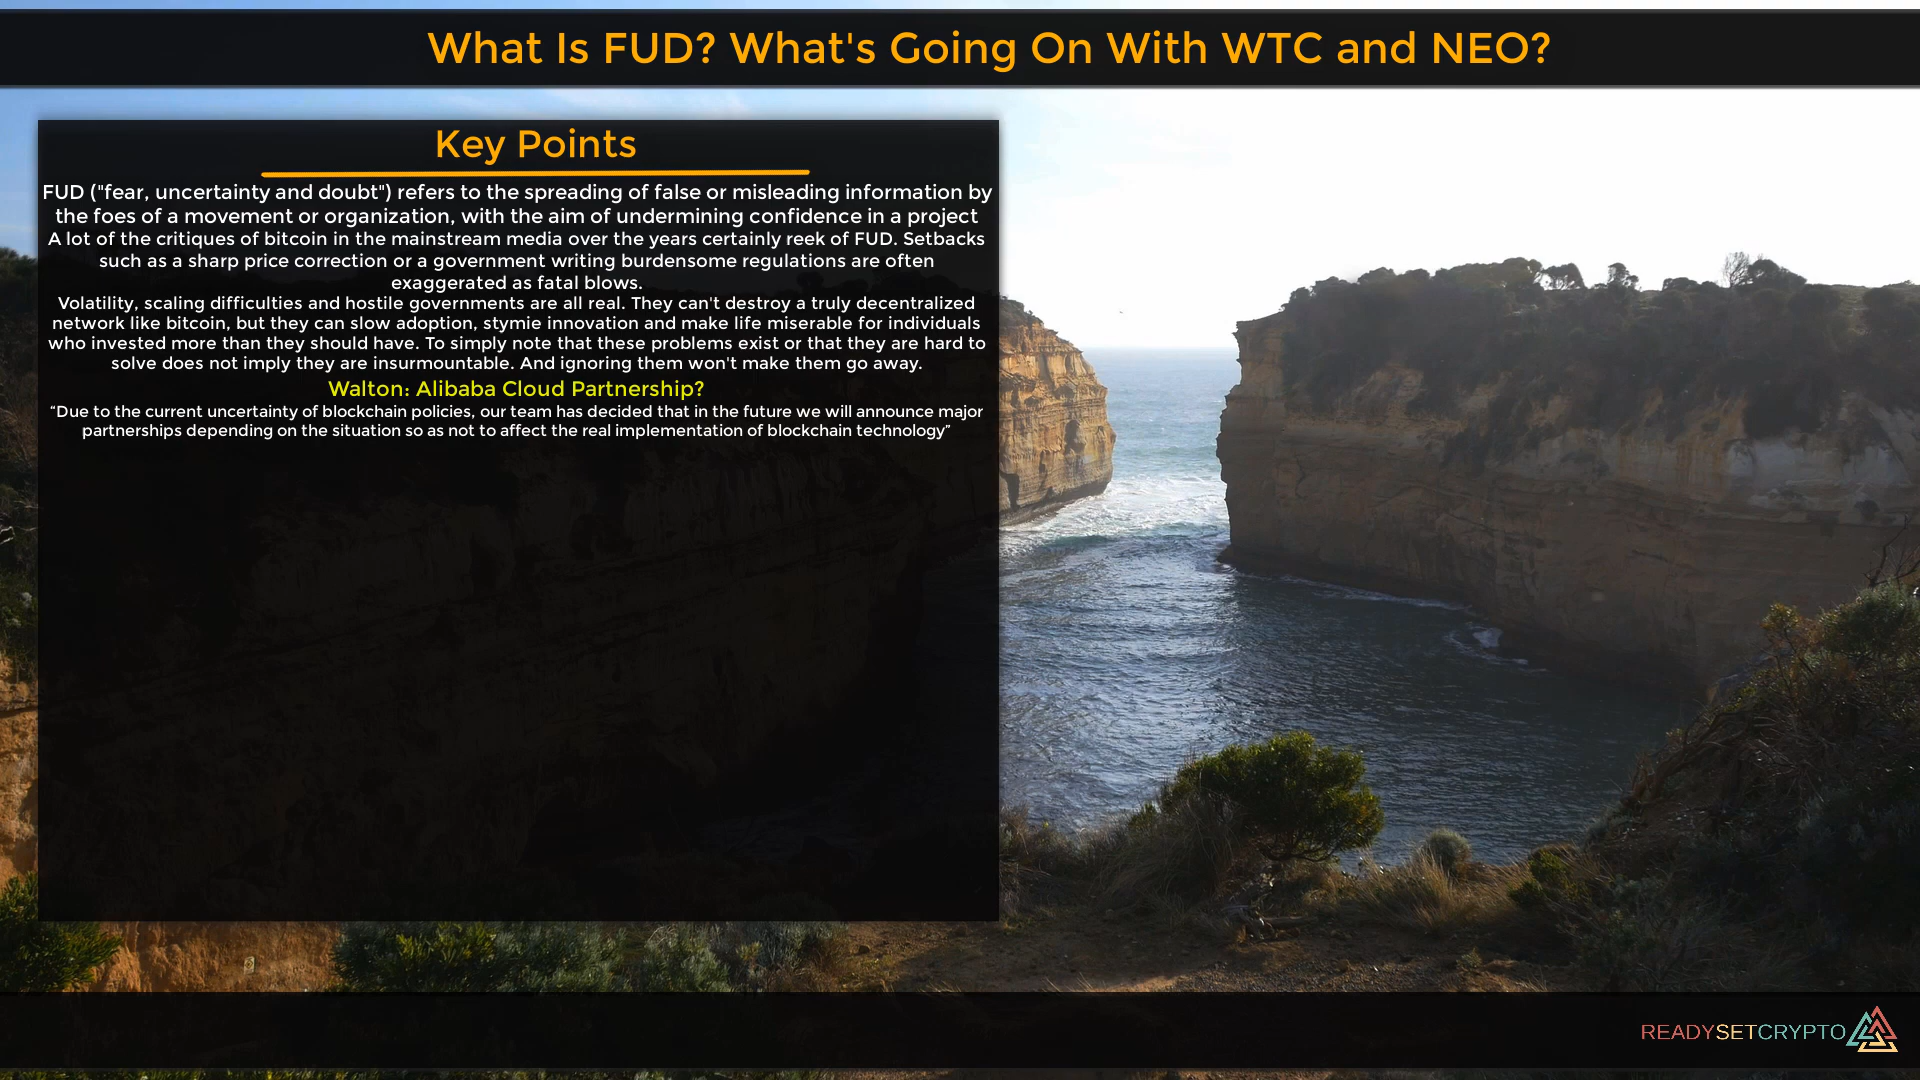 What Is FUD? What's Going On With WTC and NEO?
Key Points
FUD ("fear, uncertainty and doubt") refers to the spreading of false or misleading information by
the foes of a movement or organization, with the aim of undermining confidence in a project
A lot of the critiques of bitcoin in the mainstream media over the years certainly reek of FUD. Setbacks
such as a sharp price correction or a government writing burdensome regulations are often
exaggerated as fatal blows.
Volatility, scaling difficulties and hostile governments are all real. They can't destroy a truly decentralized
network like bitcoin, but they can slow adoption, stymie innovation and make life miserable for individuals
who invested more than they should have. To simply note that these problems exist or that they are hard to
solve does not imply they are insurmountable. And ignoring them won't make them go away.
Walton: Alibaba Cloud Partnership?
“Due to the current uncertainty of blockchain policies, our team has decided that in the future we will announce major
partnerships depending on the situation so as not to affect the real implementation of blockchain technology”
READYSETCRYPTO